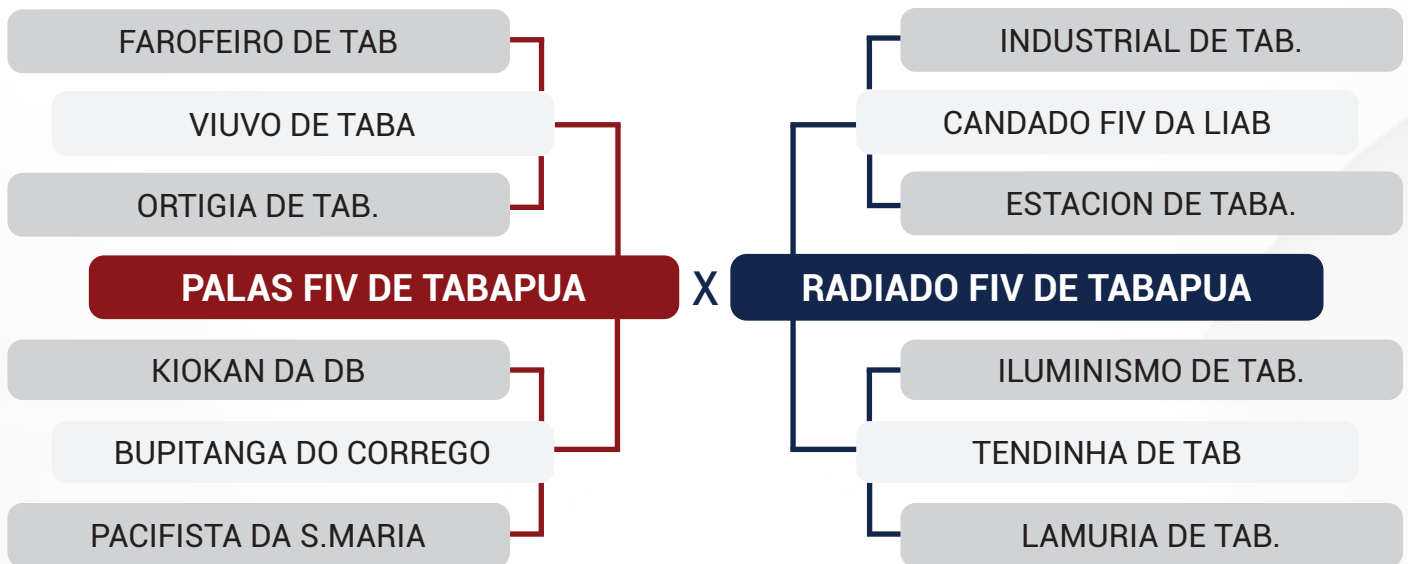 FAROFEIRO DE TAB
VIUVO DE TABA
ORTIGIA DE TAB.
PALAS FIV DE TABAPUA
KIOKAN DA DB
BUPITANGA DO CORREGO
PACIFISTA DA S.MARIA
X
INDUSTRIAL DE TAB.
CANDADO FIV DA LIAB
ESTACION DE TABA.
RADIADO FIV DE TABAPUA
ILUMINISMO DE TAB.
TENDINHA DE TAB
LAMURIA DE TAB.